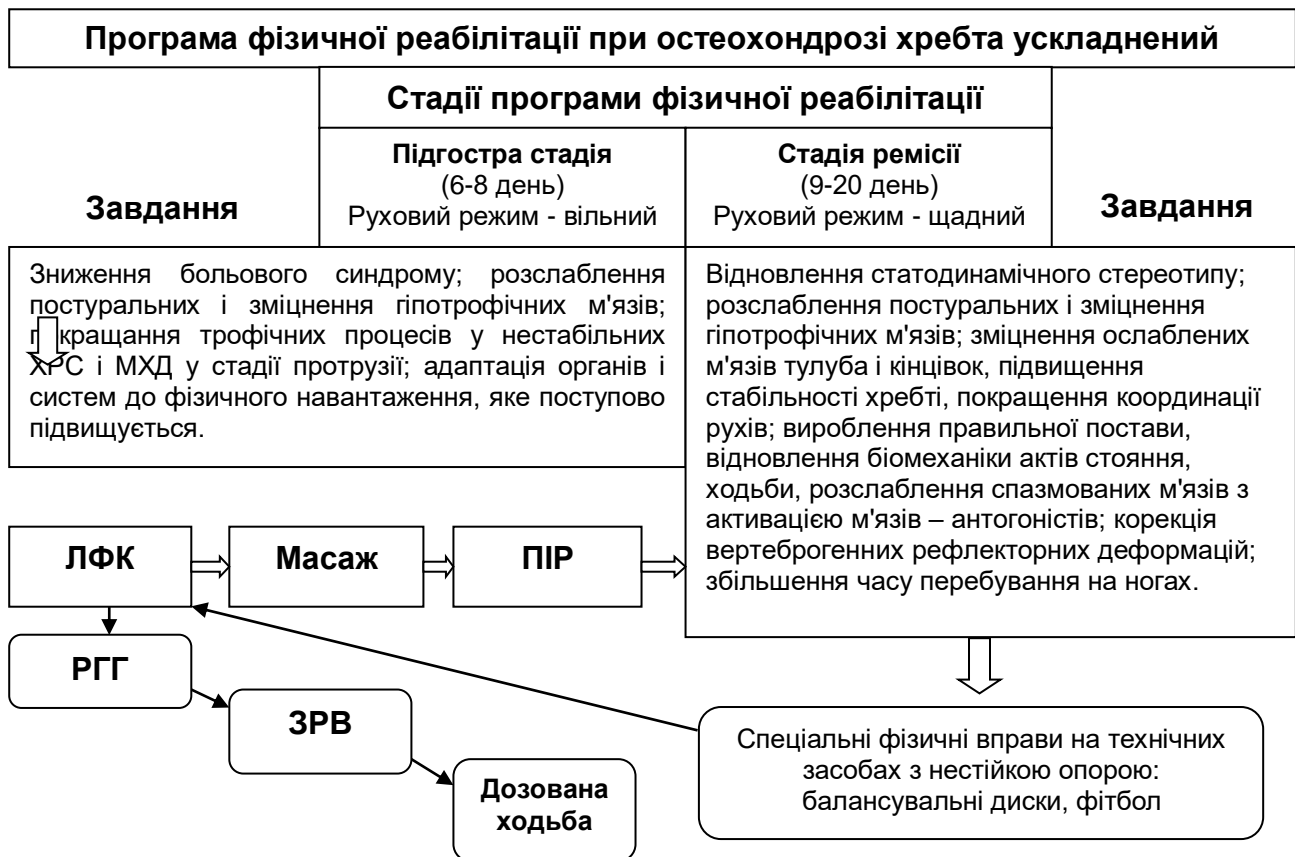 Програма фізичної реабілітації при остеохондрозі хребта ускладнений
Стадії програми фізичної реабілітації
Завдання
Підгостра стадія
(6-8 день)
Руховий режим - вільний
Стадія ремісії
(9-20 день)
Руховий режим - щадний
Завдання
Зниження больового синдрому; розслаблення
постуральних і зміцнення гіпотрофічних м'язів;
кращання трофічних процесів у нестабільних
ХРС і МХД у стадії протрузії; адаптація органів і
систем до фізичного навантаження, яке поступово
підвищується.
Відновлення статодинамічного стереотипу;
розслаблення постуральних і зміцнення
гіпотрофічних м'язів; зміцнення ослаблених
м'язів тулуба і кінцівок, підвищення
стабільності хребті, покращення координації
рухів; вироблення правильної постави,
відновлення біомеханіки актів стояння,
ходьби, розслаблення спазмованих м'язів з
активацією м'язів – антогоністів; корекція
вертеброгенних рефлекторних деформацій;
збільшення часу перебування на ногах.
ЛФК
Масаж
ПІР
РГГ
ЗРВ
Дозована
ходьба
Спеціальні фізичні вправи на технічних
засобах з нестійкою опорою:
балансувальні диски, фітбол